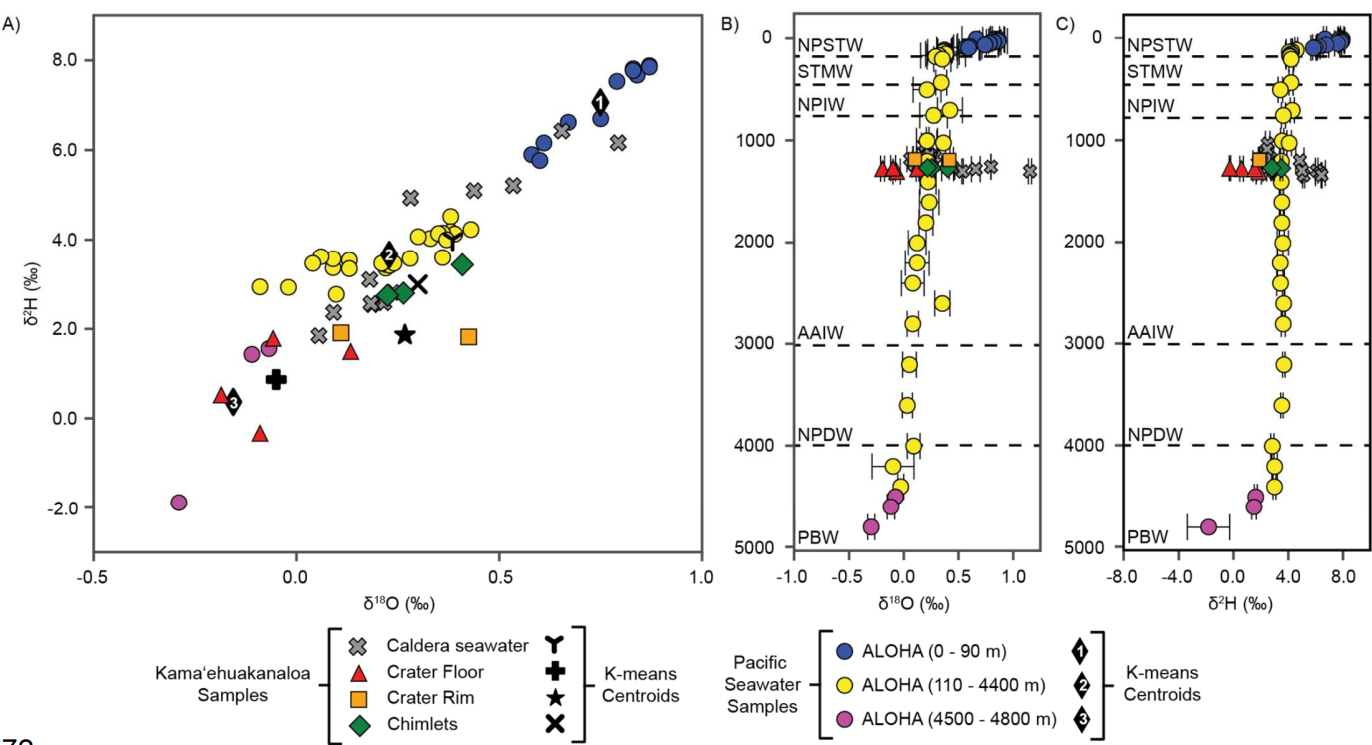 A)
8.0
6.0
4.0
2.0
0.0
-2.0
δ²H (‰)
-0.5
0.0
0.5
1.0
δ¹⁸O (‰)
1
2
3
B)
0
1000
2000
3000
4000
5000
NPSTW
STMW
NPIW
AAIW
NPDW
PBW
-1.0
-0.5
0.0
0.5
1.0
δ¹⁸O (‰)
C)
0
1000
2000
3000
4000
5000
NPSTW
STMW
NPIW
AAIW
NPDW
PBW
-8.0
-4.0
0.0
4.0
8.0
δ²H (‰)
Kamaʻehuakanaloa
Samples
Caldera seawater
Crater Floor
Crater Rim
Chimlets
K-means
Centroids
Pacific
Seawater
Samples
ALOHA (0 - 90 m)
ALOHA (110 - 4400 m)
ALOHA (4500 - 4800 m)
1
2
3
K-means
Centroids